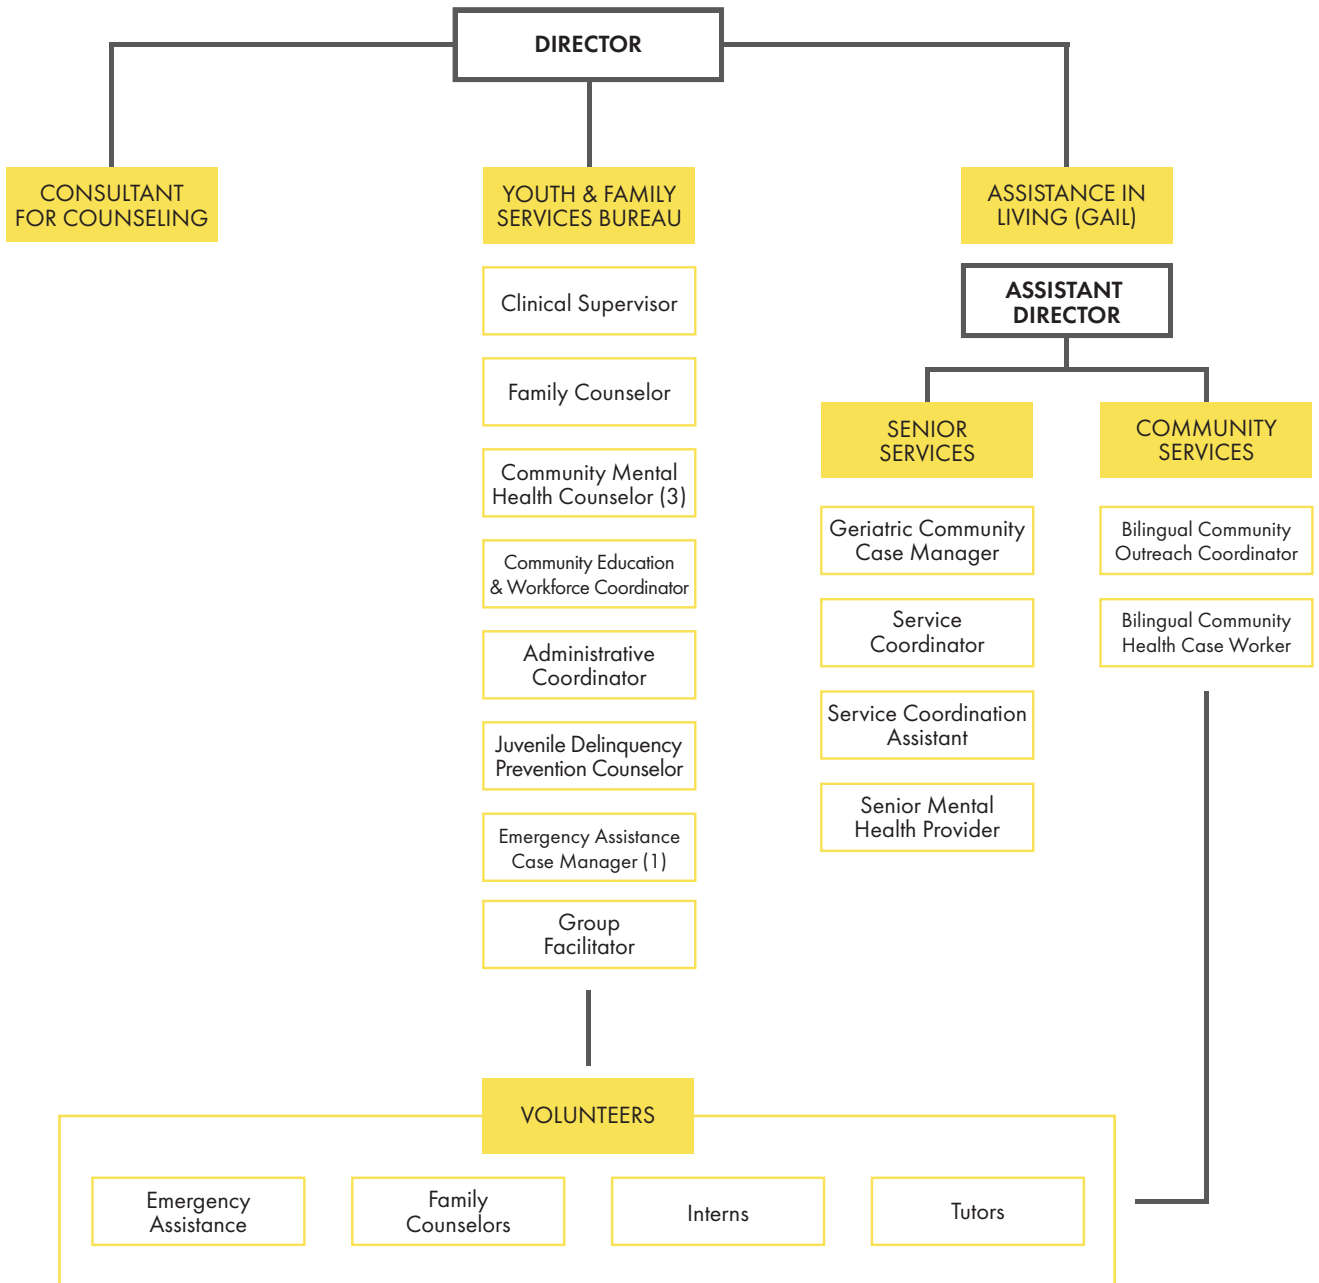 DIRECTOR
CONSULTANT
FOR COUNSELING
YOUTH & FAMILY
SERVICES BUREAU
ASSISTANCE IN
LIVING (GAIL)
Clinical Supervisor
Family Counselor
Community Mental
Health Counselor (3)
Community Education
& Workforce Coordinator
Administrative
Coordinator
Juvenile Delinquency
Prevention Counselor
Emergency Assistance
Case Manager (1)
Group
Facilitator
ASSISTANT
DIRECTOR
SENIOR
SERVICES
Geriatric Community
Case Manager
Service
Coordinator
Service Coordination
Assistant
Senior Mental
Health Provider
COMMUNITY
SERVICES
Bilingual Community
Outreach Coordinator
Bilingual Community
Health Case Worker
VOLUNTEERS
Emergency
Assistance
Family
Counselors
Interns
Tutors